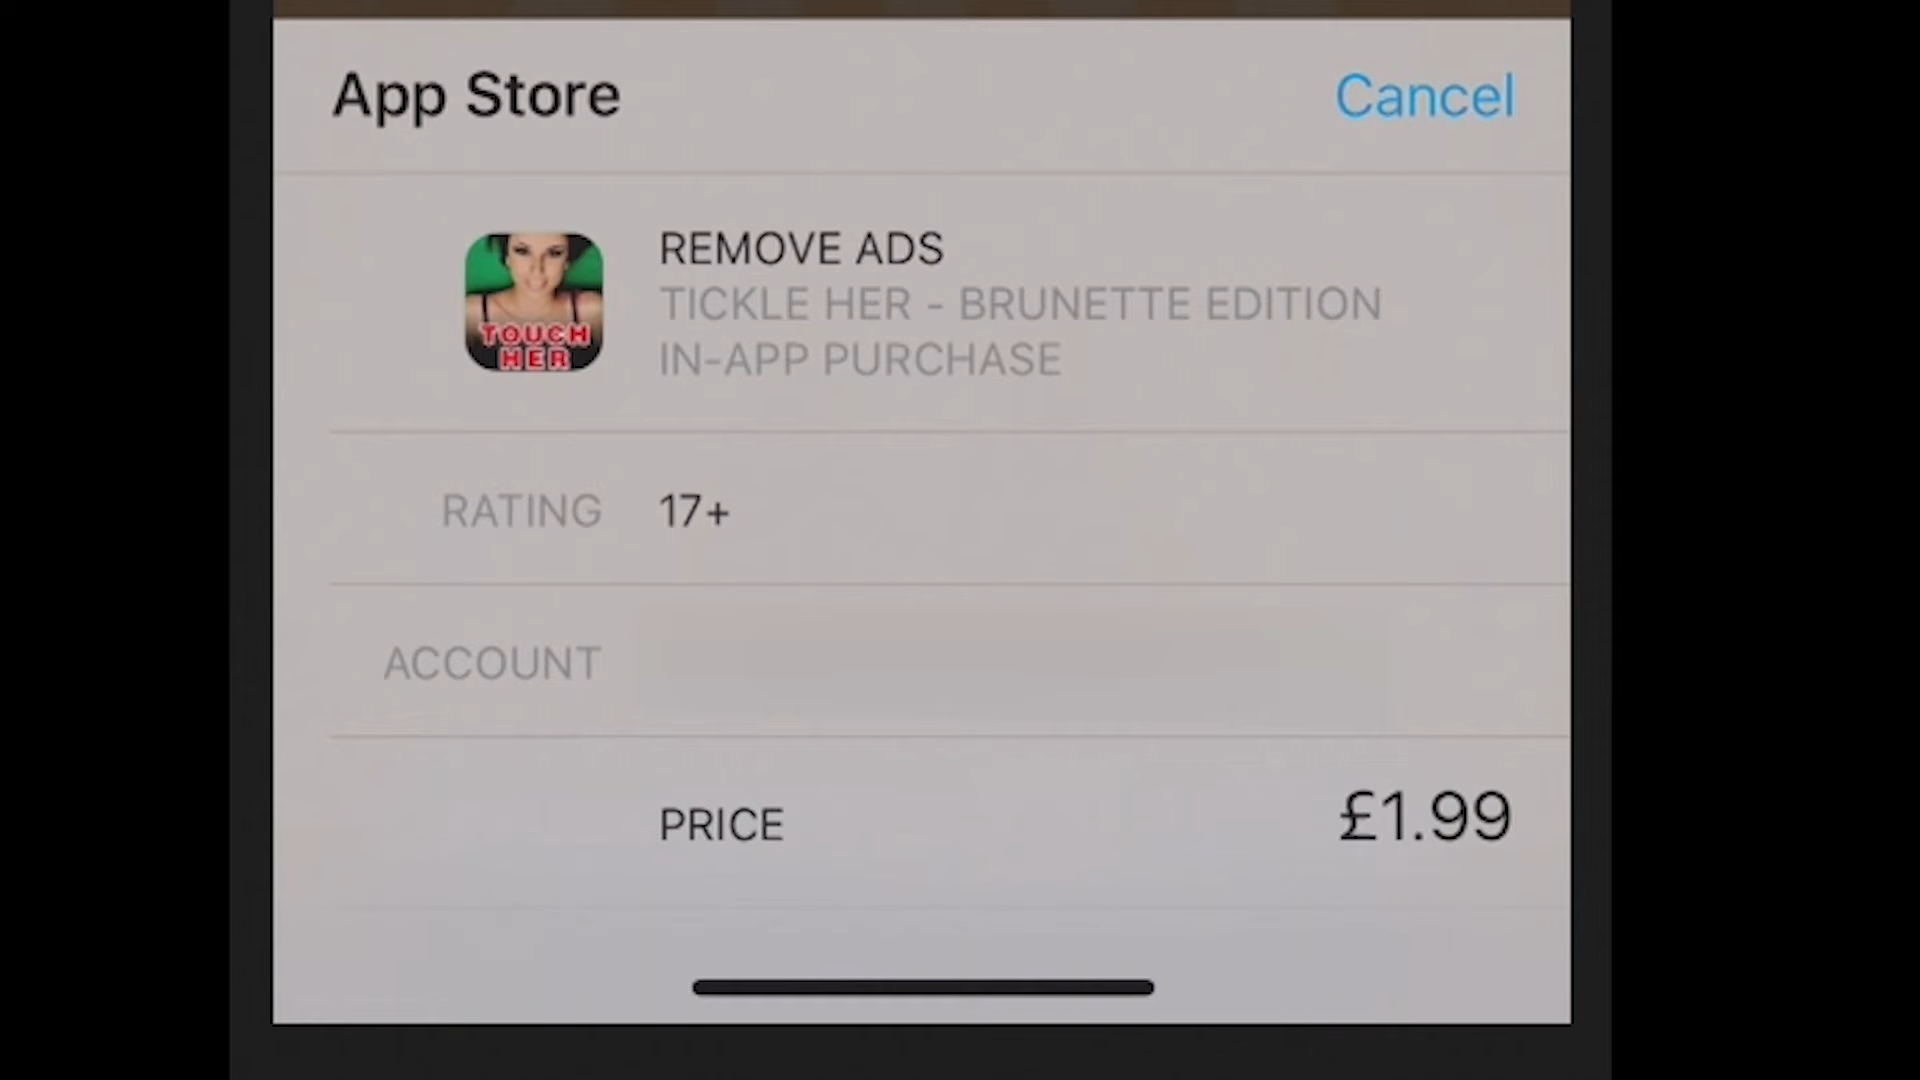 App Store
Cancel
TOUCH
HER
REMOVE ADS
TICKLE HER - BRUNETTE EDITION
IN-APP PURCHASE
RATING 17+
ACCOUNT
PRICE £1.99